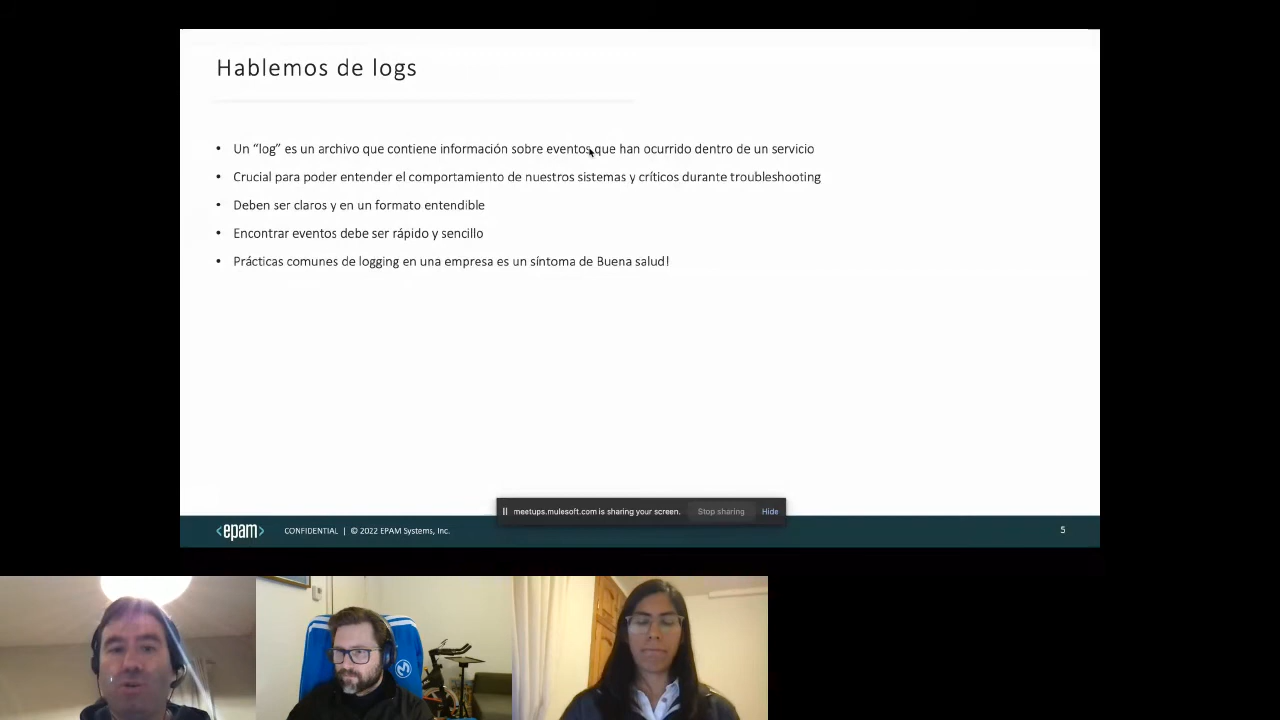 Hablemos de logs
• Un “log” es un archivo que contiene información sobre eventos que han ocurrido dentro de un servicio
• Crucial para poder entender el comportamiento de nuestros sistemas y críticos durante troubleshooting
• Deben ser claros y en un formato entendible
• Encontrar eventos debe ser rápido y sencillo
• Prácticas comunes de logging en una empresa es un síntoma de Buena salud!
meetups.mulesoft.com is sharing your screen. Stop sharing Hide
<epam> CONFIDENTIAL | © 2022 EPAM Systems, Inc. 5